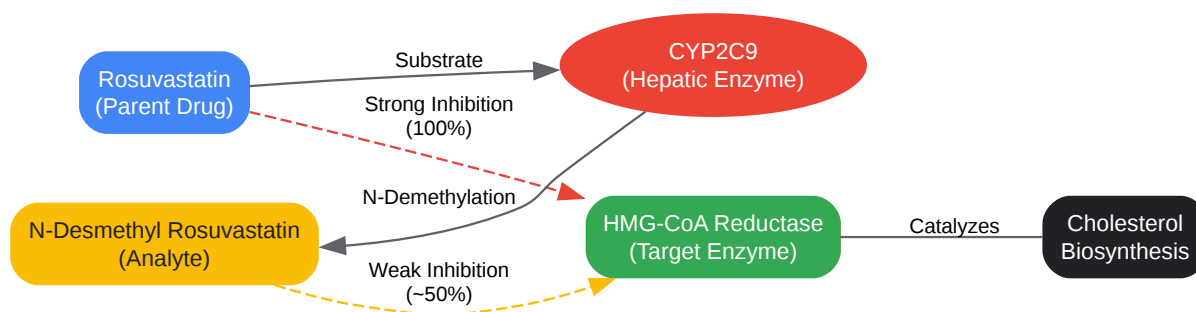 Rosuvastatin
(Parent Drug)
Substrate
CYP2C9
(Hepatic Enzyme)
Strong Inhibition
(100%)
N-Demethylation
N-Desmethyl Rosuvastatin
(Analyte)
Weak Inhibition
(~50%)
HMG-CoA Reductase
(Target Enzyme)
Catalyzes
Cholesterol
Biosynthesis